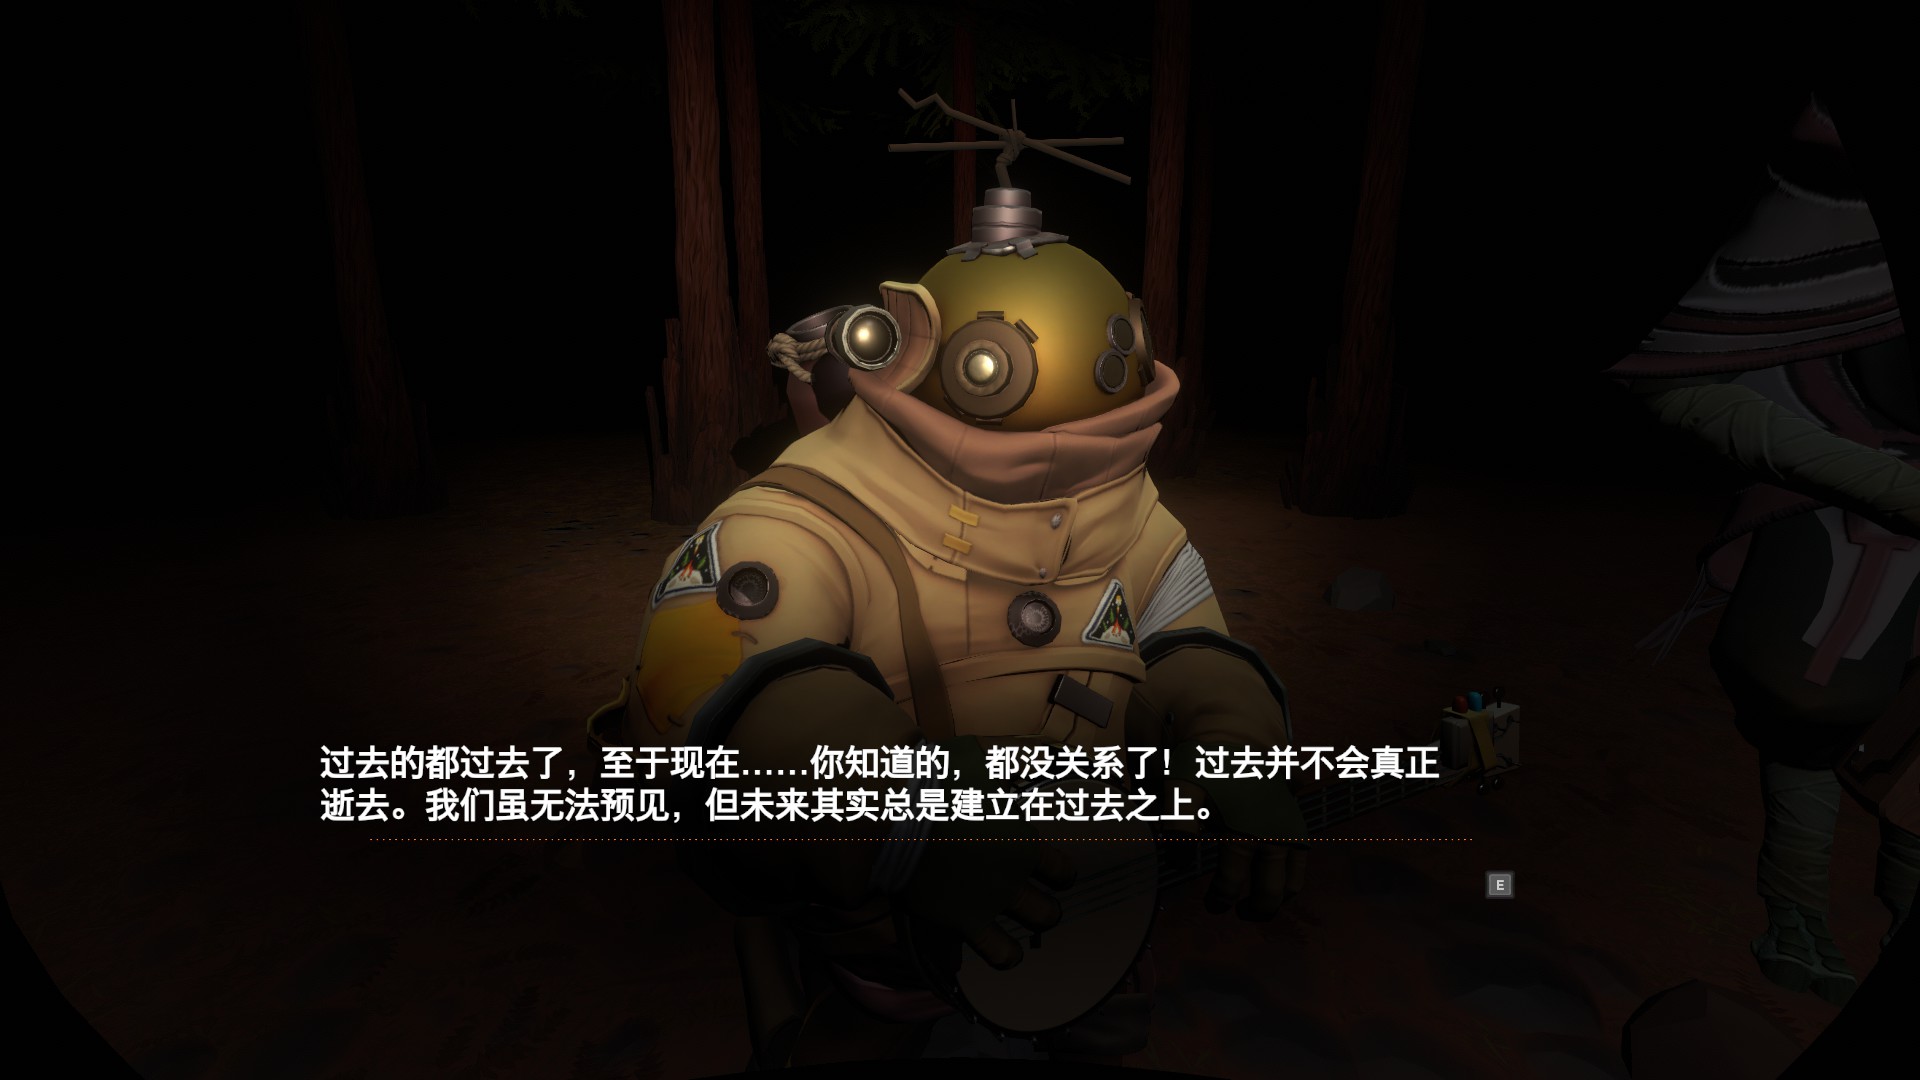 过去的都过去了，至于现在……你知道的，都没关系了！过去并不会真正
逝去。我们虽无法预见，但未来其实总是建立在过去之上。
E